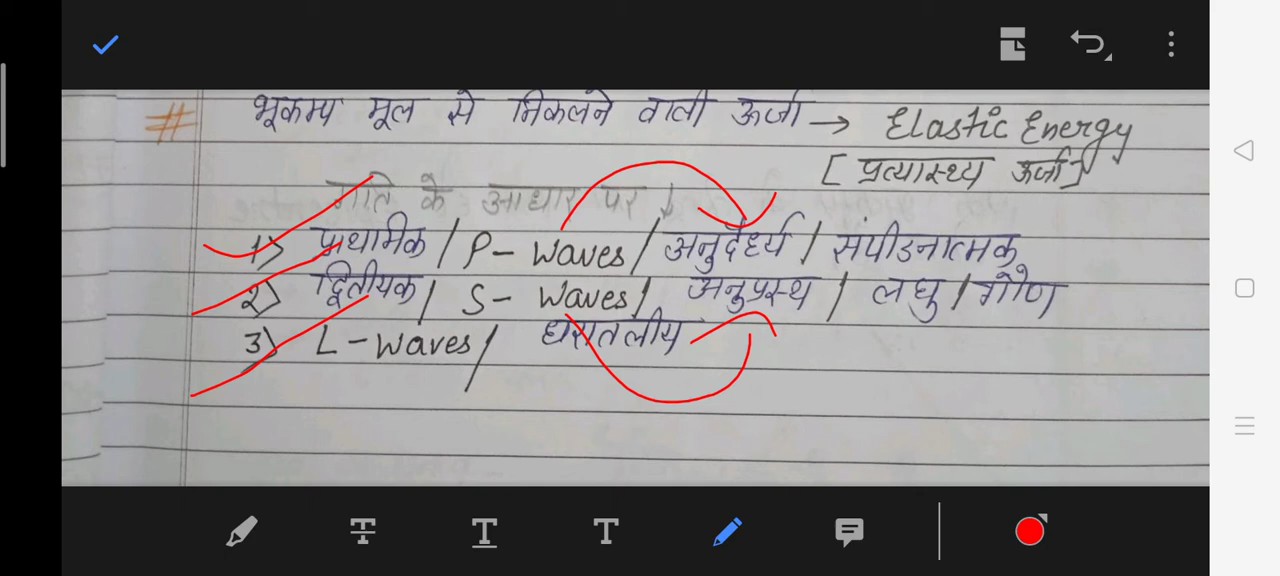 # भूकम्प मूल से निकलने वाली ऊर्जा → Elastic Energy
[प्रत्यास्थ्य ऊर्जा]
गति के आधार पर ↓
1) प्राथमिक / P - Waves / अनुदैर्ध्य / संपीडनात्मक
2) द्वितीयक / S - Waves / अनुप्रस्थ / लघु / गौण
3) L - Waves / धरातलीय